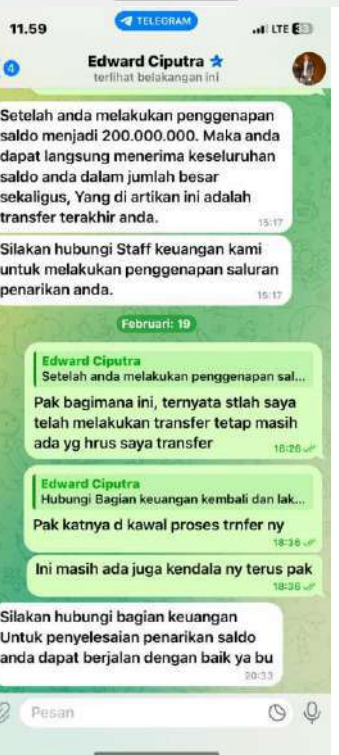 11.59
TELEGRAM
LTE
Edward Ciputra
terlihat belakangan ini
Setelah anda melakukan penggenapan
saldo menjadi 200.000.000. Maka anda
dapat langsung menerima keseluruhan
saldo anda dalam jumlah besar
sekaligus, Yang di artikan ini adalah
transfer terakhir anda.
15:17
Silakan hubungi Staff keuangan kami
untuk melakukan penggenapan saluran
penarikan anda.
15:17
Februari: 19
Edward Ciputra
Setelah anda melakukan penggenapan sal...
Pak bagimana ini, ternyata stlah saya
telah melakukan transfer tetap masih
ada yg hrus saya transfer
18:26
Edward Ciputra
Hubungi Bagian keuangan kembali dan lak...
Pak katnya d kawal proses trnfer ny
18:36
Ini masih ada juga kendala ny terus pak
18:36
Silakan hubungi bagian keuangan
Untuk penyelesaian penarikan saldo
anda dapat berjalan dengan baik ya bu
20:33
Pesan